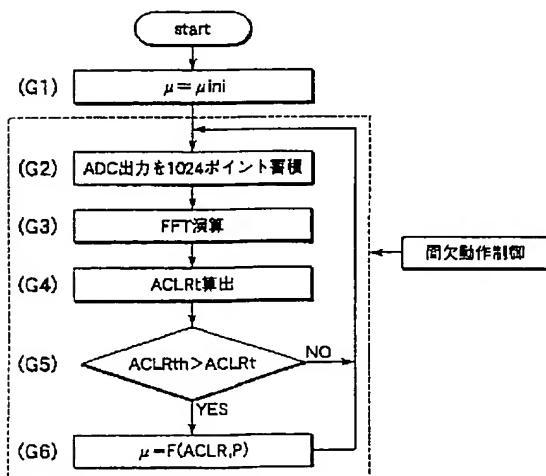 start
(G1)
μ=μini
(G2)
ADC出力を1024ポイント蓄積
(G3)
FFT演算
(G4)
ACLRt算出
間欠動作制御
(G5)
ACLRth>ACLRt
NO
YES
(G6)
μ=F(ACLR,P)